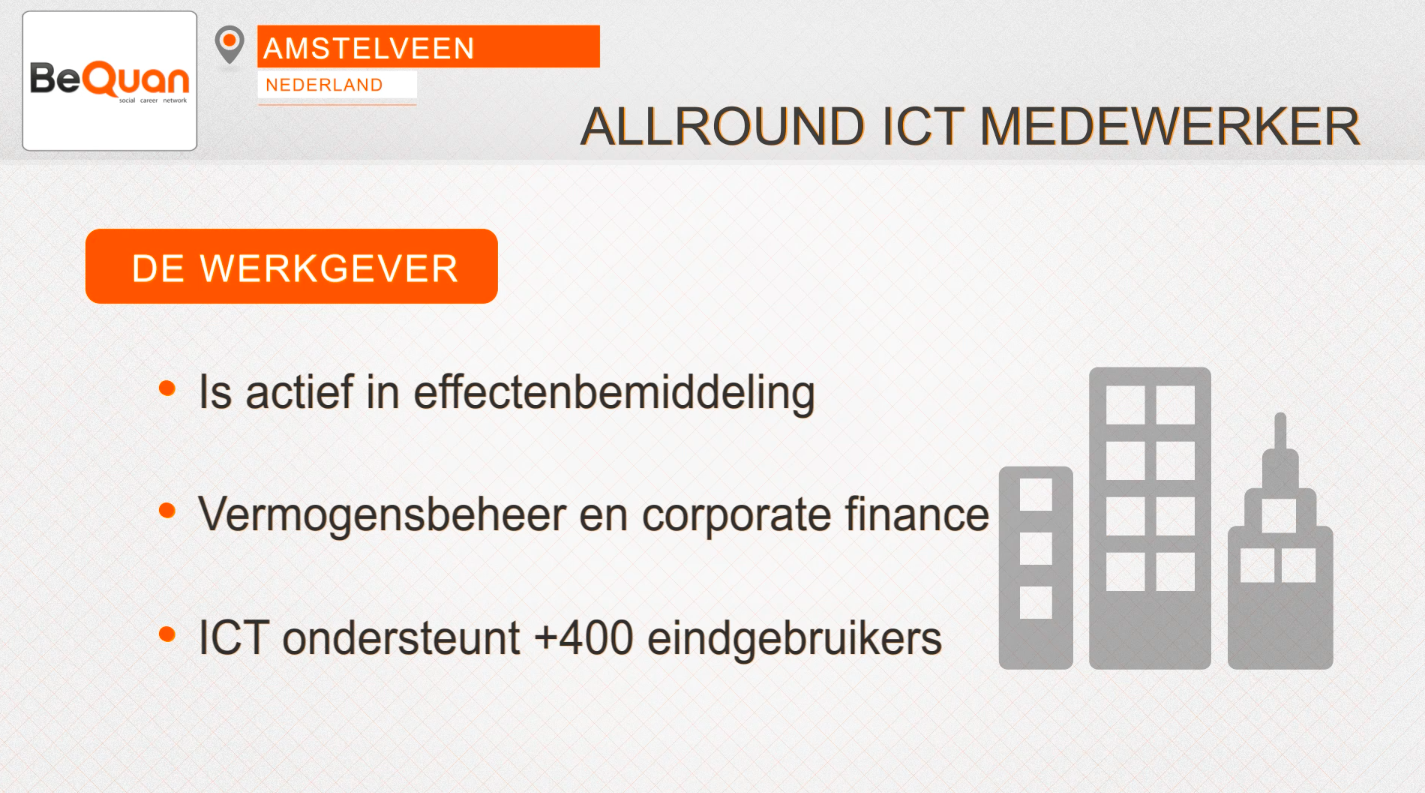 BeQuan
social career network
AMSTELVEEN
NEDERLAND
ALLROUND ICT MEDEWERKER
DE WERKGEVER
• Is actief in effectenbemiddeling
• Vermogensbeheer en corporate finance
• ICT ondersteunt +400 eindgebruikers